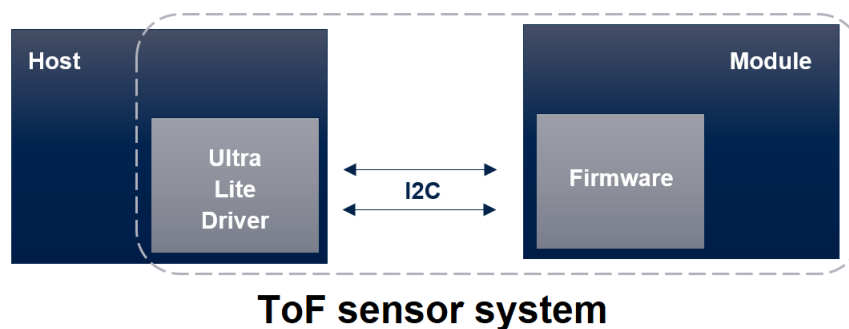 Host
Module
Ultra
Lite
Driver
I2C
Firmware
ToF sensor system